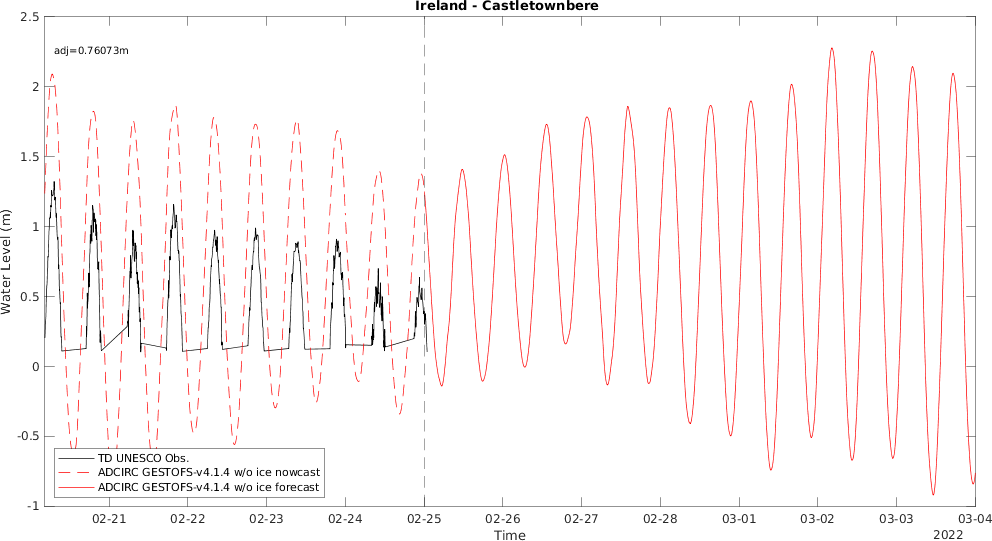 Ireland - Castletownbere
adj=0.76073m
2.5
2
1.5
1
0.5
0
-0.5
-1
Water Level (m)
TD UNESCO Obs.
ADCIRC GESTOFS-v4.1.4 w/o ice nowcast
ADCIRC GESTOFS-v4.1.4 w/o ice forecast
02-21 02-22 02-23 02-24 02-25 02-26 02-27 02-28 03-01 03-02 03-03 03-04
Time
2022